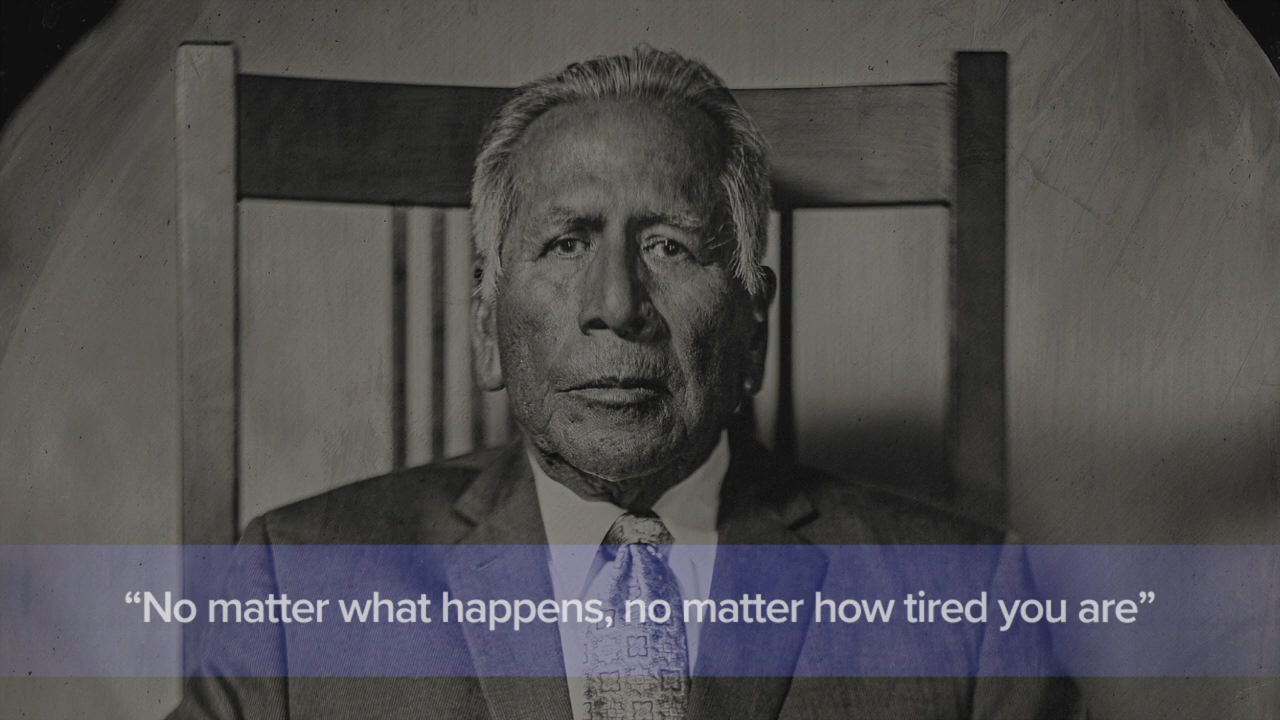 “No matter what happens, no matter how tired you are”